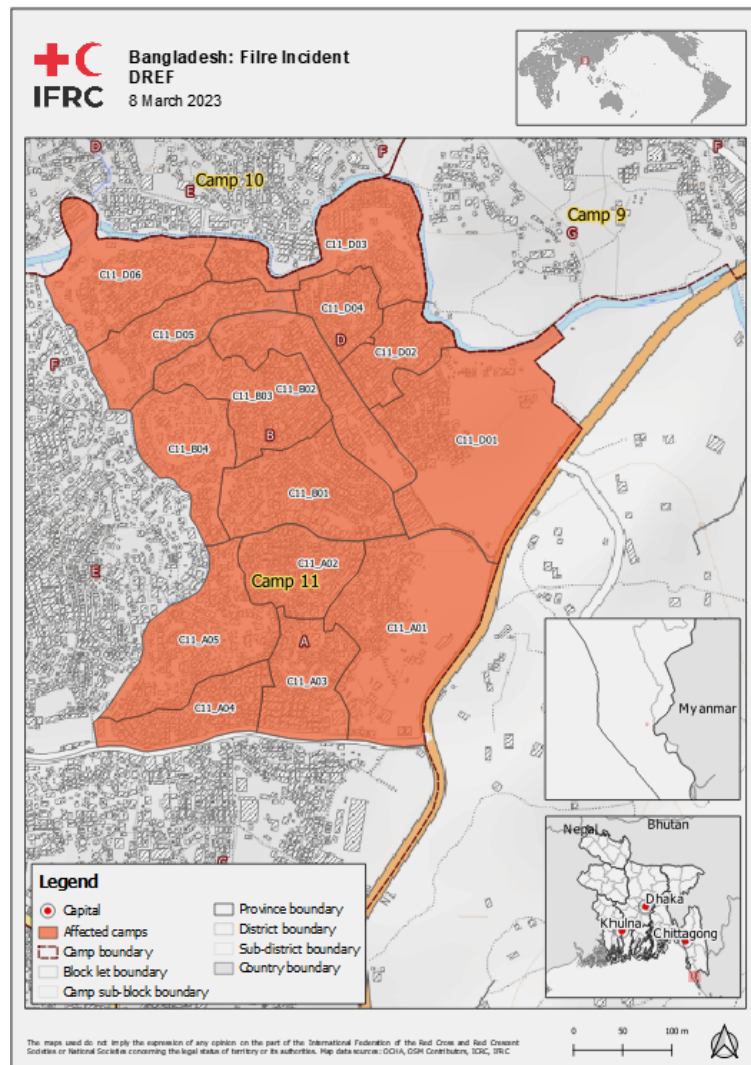 IFRC
Bangladesh: Filre Incident
DREF
8 March 2023
D
F
F
E
Camp 10
Camp 9
G
C11_D03
C11_D06
C11_D04
C11_D05
D
C11_D02
F
C11_B02
C11_B03
B
C11_D01
C11_B04
C11_B01
C11_A02
E
Camp 11
C11_A01
A
C11_A05
C11_A03
C11_A04
Myanmar
G
N1
Nepal
Bhutan
Dhaka
Khulna
Chittagong
Legend
Capital
Affected camps
Camp boundary
Block let boundary
Camp sub-block boundary
Province boundary
District boundary
Sub-district boundary
Country boundary
The maps used do not imply the expression of any opinion on the part of the International Federation of the Red Cross and Red Crescent
Societies or National Societies concerning the legal status of territory or its authorities. Map data sources: OCHA, OSM Contributors, ICRC, IFRC
0 50 100 m